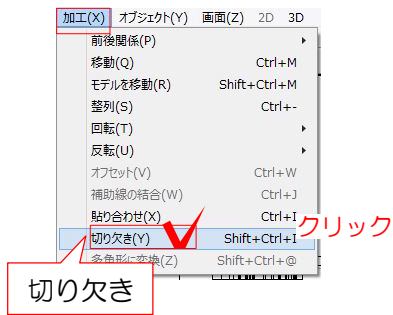 加工(X) オブジェクト(Y) 画面(Z) 2D 3D
前後関係(P)
移動(Q) Ctrl+M
モデルを移動(R) Shift+Ctrl+M
整列(S) Ctrl+-
回転(T)
反転(U)
オフセット(V) Ctrl+W
補助線の結合(W) Ctrl+J
貼り合わせ(X) Ctrl+I
切り欠き(Y) Shift+Ctrl+I
クリック
多角形に変換(Z) Shift+Ctrl+@
切り欠き